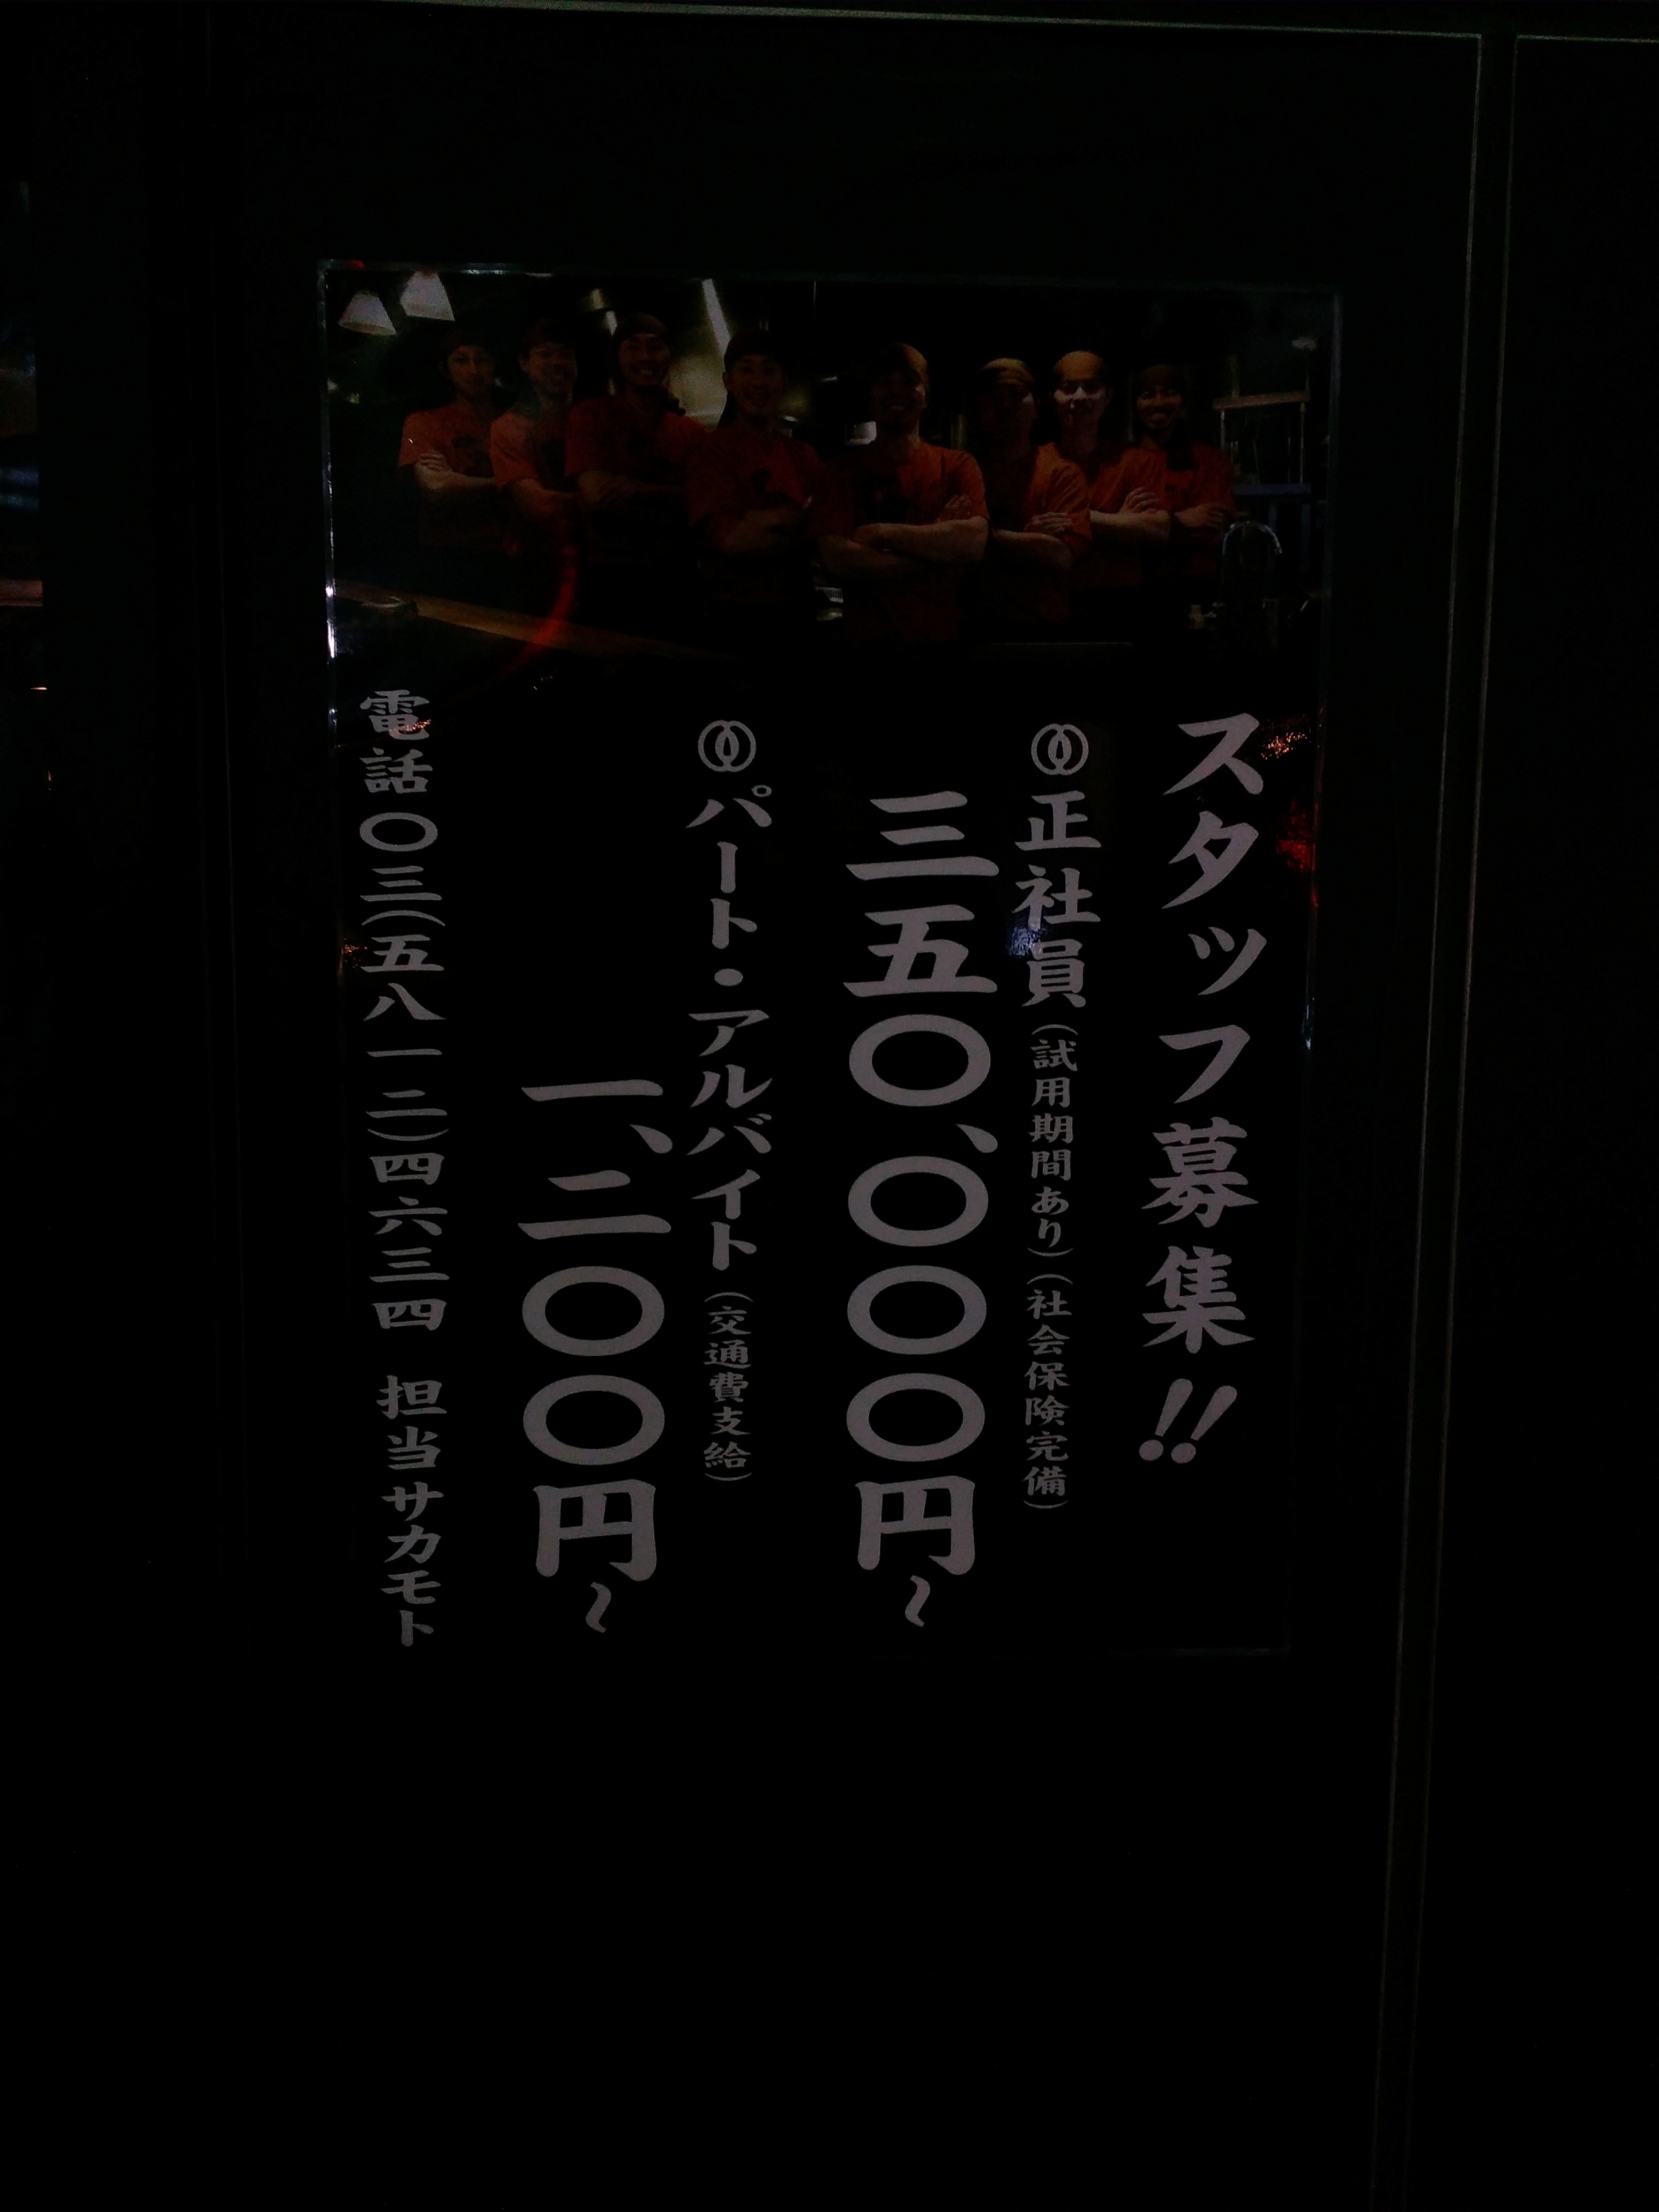 スタッフ募集!!
正社員(試用期間あり)(社会保険完備)
三五〇、〇〇〇円〜
パート・アルバイト(交通費支給)
一、二〇〇円〜
電話〇三(五八一二)四六三四 担当サカモト